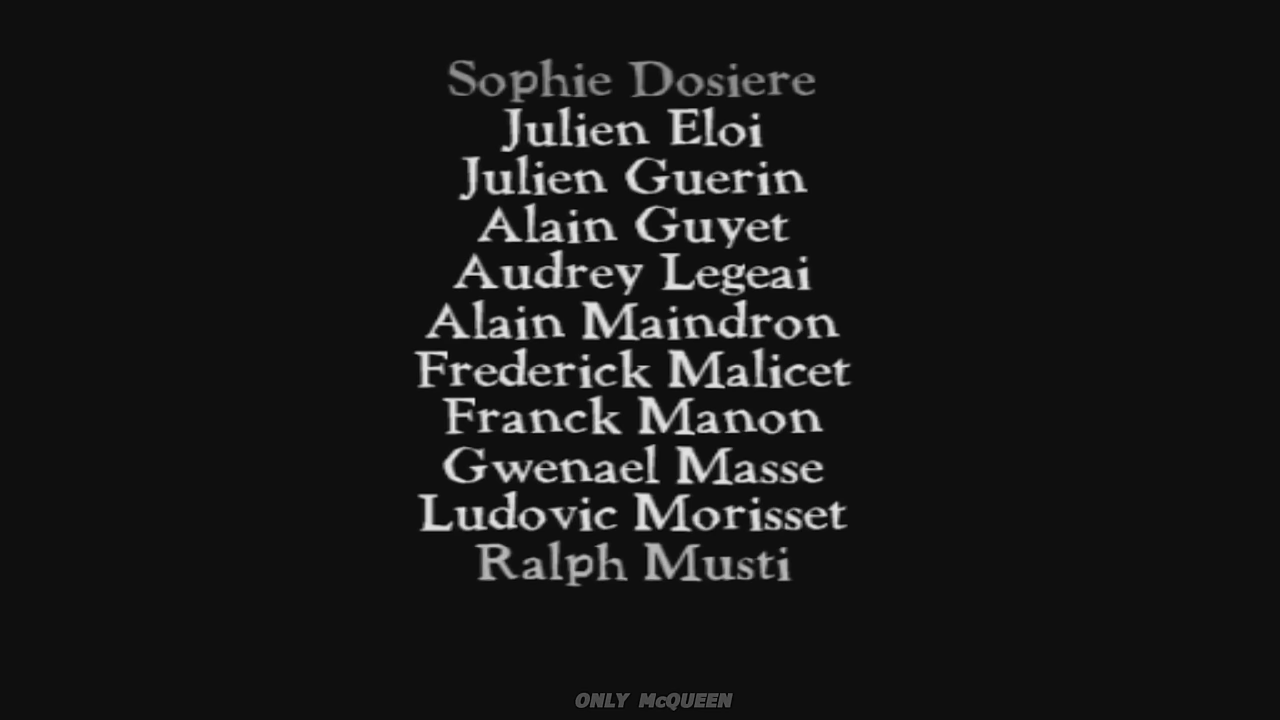 Sophie Dosiere
Julien Eloi
Julien Guerin
Alain Guyet
Audrey Legeai
Alain Maindron
Frederick Malicet
Franck Manon
Gwenael Masse
Ludovic Morisset
Ralph Musti
ONLY McQUEEN